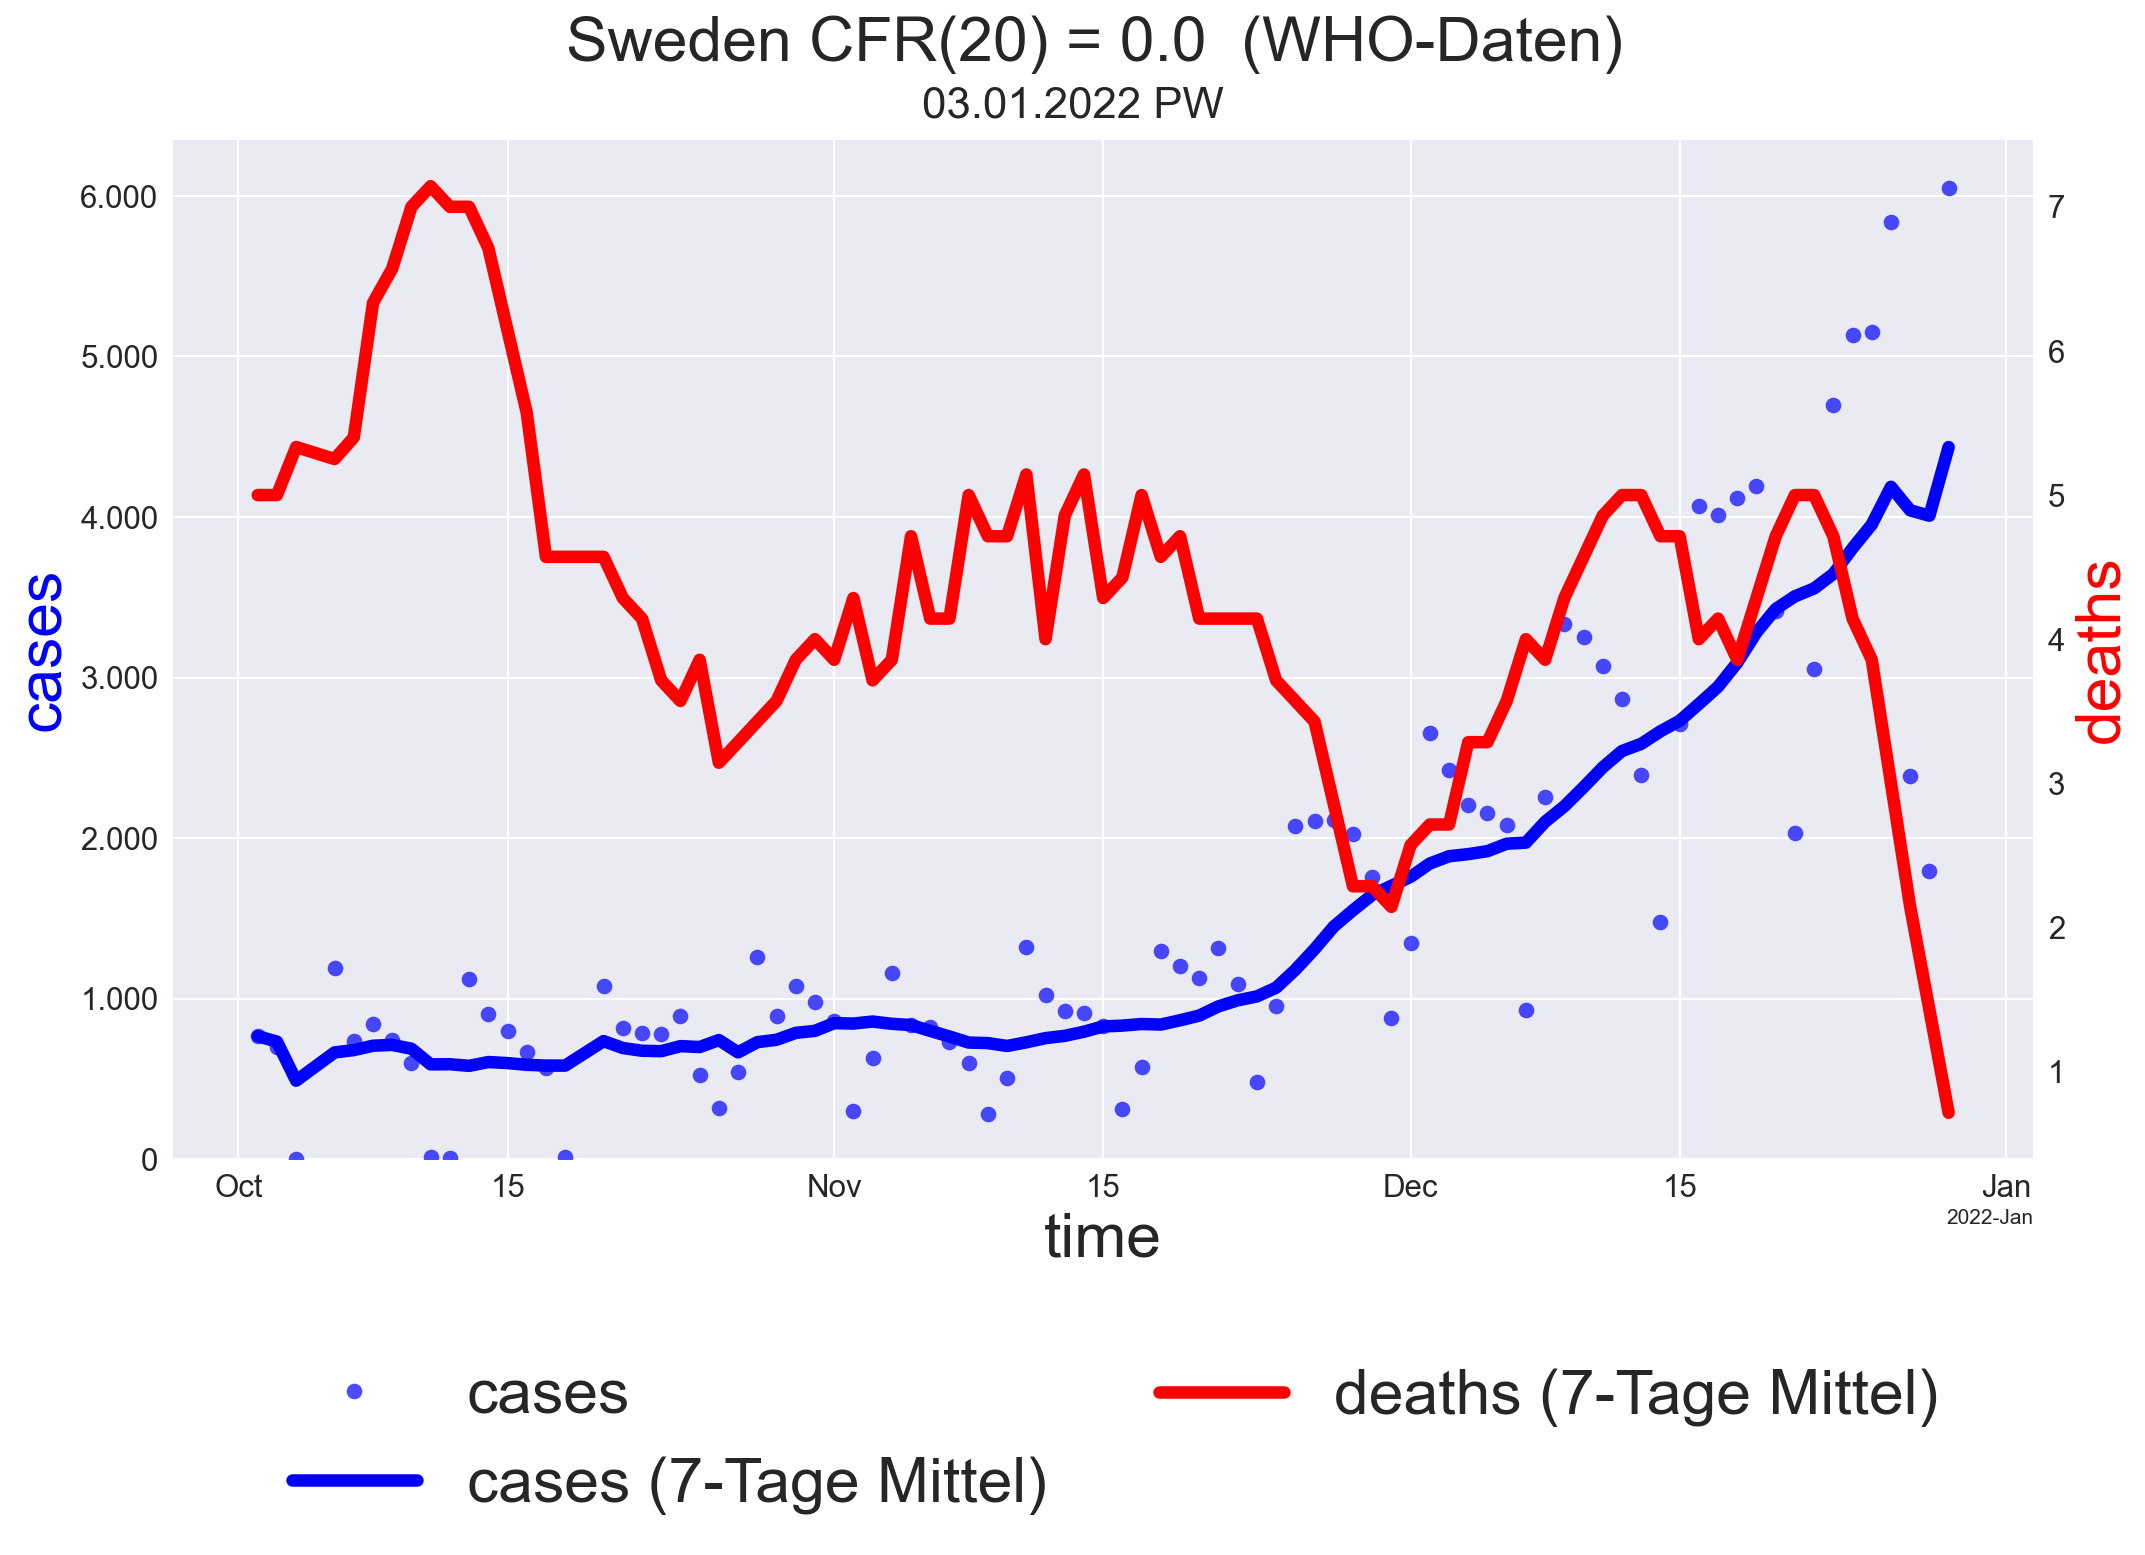 Sweden CFR(20) = 0.0 (WHO-Daten)
03.01.2022 PW
6.000
5.000
4.000
3.000
2.000
1.000
0
cases
7
6
5
4
3
2
1
deaths
Oct 15 Nov 15 Dec 15 Jan
2022-Jan
time
cases
cases (7-Tage Mittel)
deaths (7-Tage Mittel)